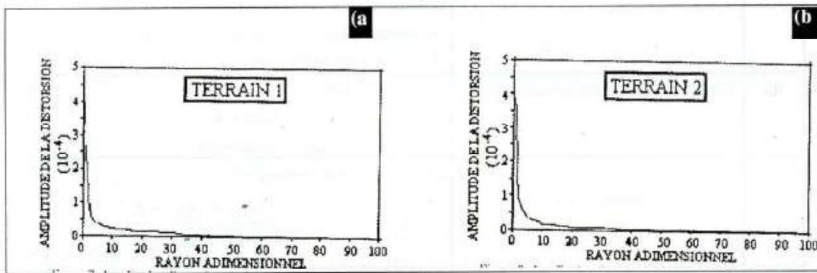 (a
AMPLITUDE DE LA DISTORSION
(10⁻⁴)
5
4
3
2
1
0
TERRAIN 1
0 10 20 30 40 50 60 70 80 90 100
RAYON ADIMENSIONNEL
(b
AMPLITUDE DE LA DISTORSION
(10⁻⁴)
5
4
3
2
1
0
TERRAIN 2
0 10 20 30 40 50 60 70 80 90 100
RAYON ADIMENSIONNEL